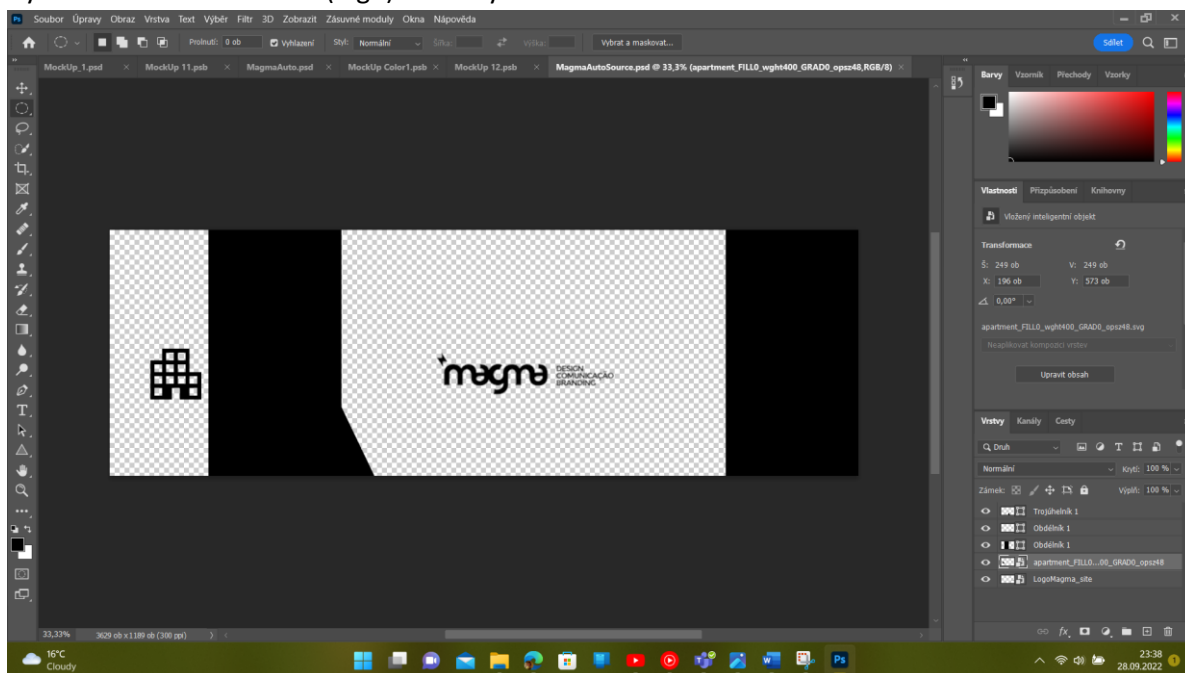 Soubor Úpravy Obraz Vrstva Text Výběr Filtr 3D Zobrazit Zásuvné moduly Okna Nápověda
Prolnutí: 0 ob Vyhlazení Styl: Normální Šířka: Výška: Vybrat a maskovat... Sdílet
MockUp_1.psd MockUp 11.psb MagmaAuto.psd MockUp Color1.psb MockUp 12.psb MagmaAutoSource.psd @ 33,3% (apartment_FILL0_wght400_GRAD0_opsz48,RGB/8)
Barvy Vzorník Přechody Vzorky
Vlastnosti Přizpůsobení Knihovny
Vložený inteligentní objekt
Transformace
Š: 249 ob V: 249 ob
X: 196 ob Y: 573 ob
0,00°
apartment_FILL0_wght400_GRAD0_opsz48.svg
Neaplikovat kompozici vrstev
Upravit obsah
magma
DESIGN
COMUNICAÇÃO
BRANDING
Vrstvy Kanály Cesty
Druh
Normální Krytí: 100 %
Zámek: Výplň: 100 %
Trojúhelník 1
Obdélník 1
Obdélník 1
apartment_FILL0...00_GRAD0_opsz48
LogoMagma_site
33,33% 3629 ob x 1189 ob (300 ppi)
16°C
Cloudy
23:38
28.09.2022
1